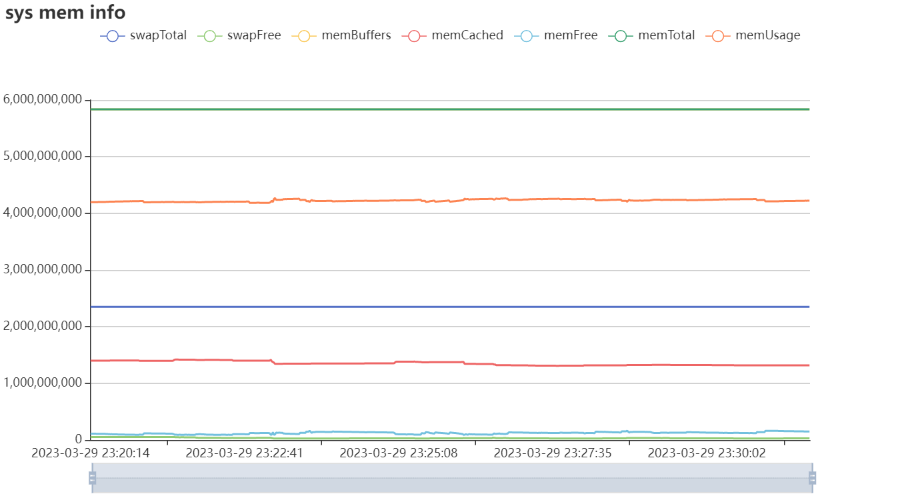 sys mem info
swapTotal swapFree memBuffers memCached memFree memTotal memUsage
6,000,000,000
5,000,000,000
4,000,000,000
3,000,000,000
2,000,000,000
1,000,000,000
0
2023-03-29 23:20:14 2023-03-29 23:22:41 2023-03-29 23:25:08 2023-03-29 23:27:35 2023-03-29 23:30:02